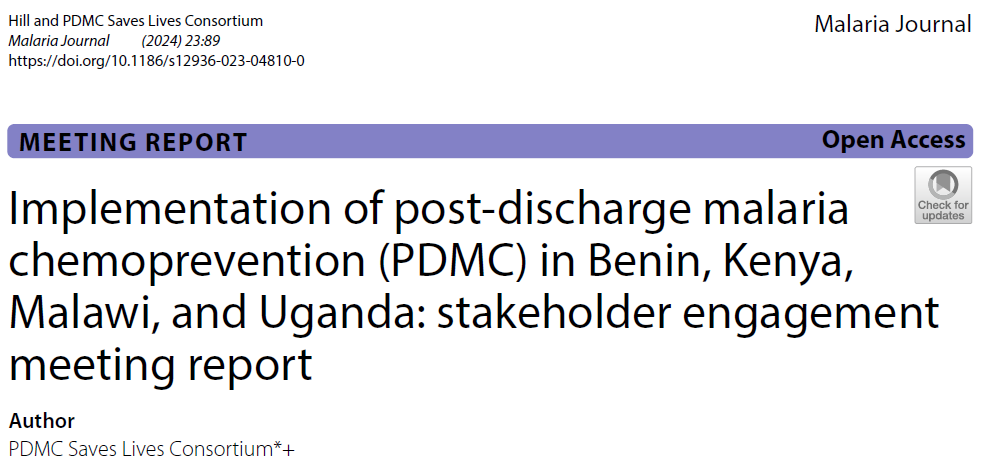 Hill and PDMC Saves Lives Consortium
Malaria Journal (2024) 23:89
https://doi.org/10.1186/s12936-023-04810-0
Malaria Journal
MEETING REPORT
Open Access
Check for
updates
Implementation of post-discharge malaria
chemoprevention (PDMC) in Benin, Kenya,
Malawi, and Uganda: stakeholder engagement
meeting report
Author
PDMC Saves Lives Consortium*+